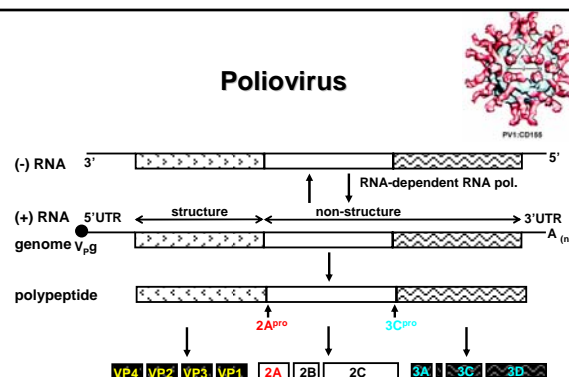 Poliovirus
PV1:CD155
(-) RNA 3' 5'
RNA-dependent RNA pol.
(+) RNA 5'UTR structure non-structure 3'UTR
genome VPg A (n
polypeptide
2Apro 3Cpro
VP4 VP2 VP3 VP1 2A 2B 2C 3A 3C 3D